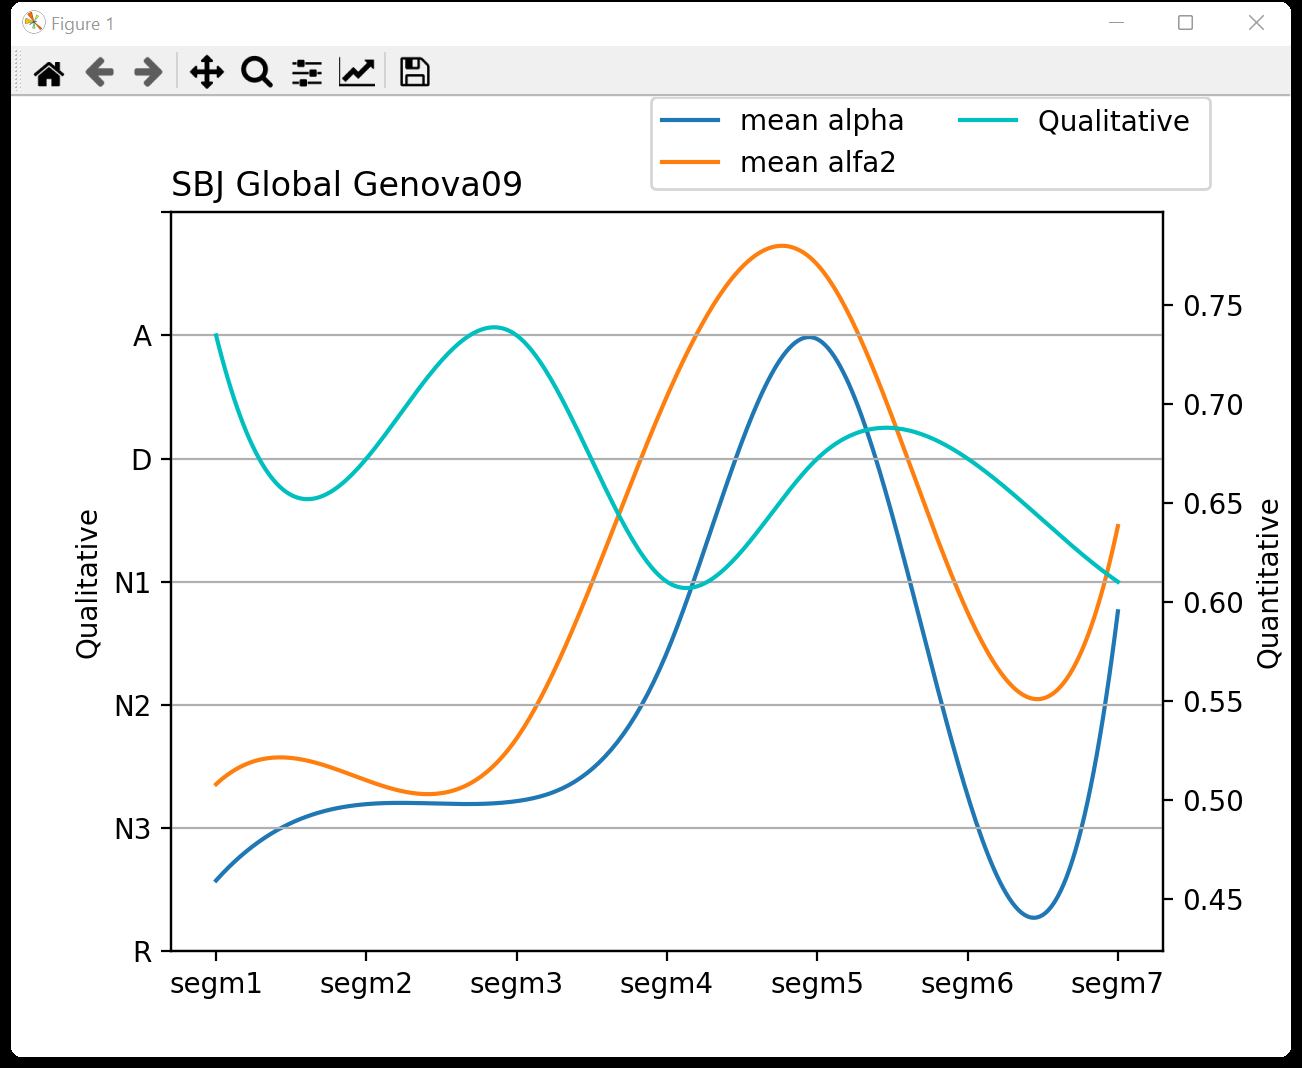 Figure 1
mean alpha
Qualitative
mean alfa2
SBJ Global Genova09
A
D
N1
N2
N3
R
Qualitative
0.75
0.70
0.65
0.60
0.55
0.50
0.45
Quantitative
segm1 segm2 segm3 segm4 segm5 segm6 segm7